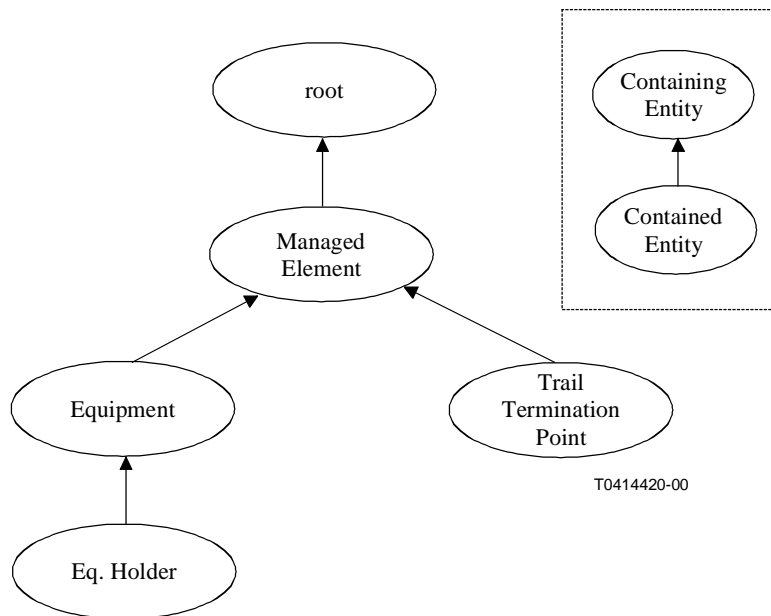 root
Containing
Entity
Contained
Entity
Managed
Element
Equipment
Trail
Termination
Point
T0414420-00
Eq. Holder